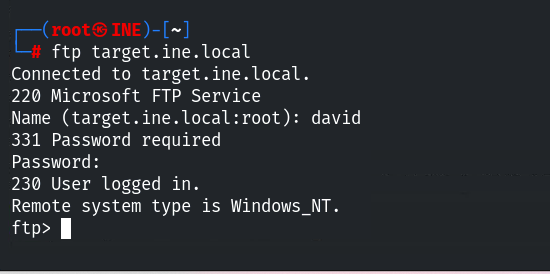 ┌──(root㉿INE)-[~]
└─# ftp target.ine.local
Connected to target.ine.local.
220 Microsoft FTP Service
Name (target.ine.local:root): david
331 Password required
Password:
230 User logged in.
Remote system type is Windows_NT.
ftp>